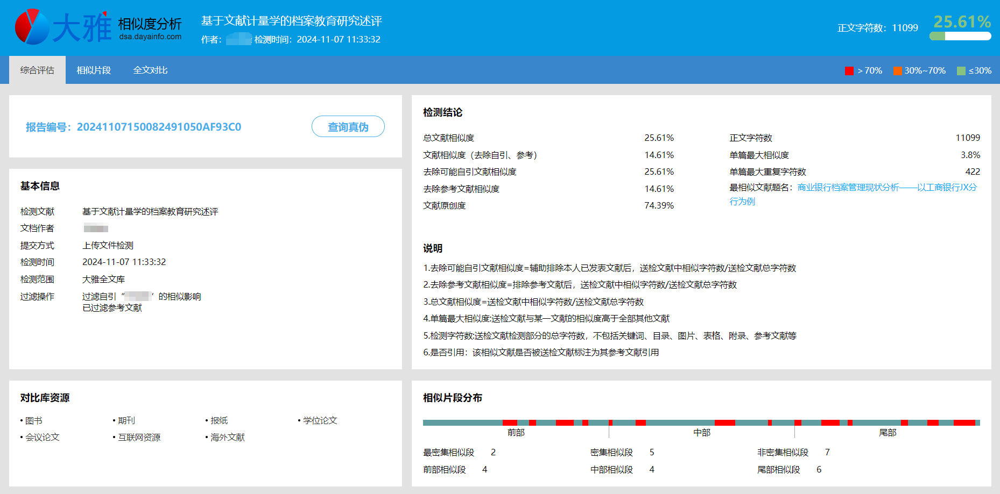 大雅 相似度分析
dsa.dayainfo.com
基于文献计量学的档案教育研究述评
作者： 检测时间：2024-11-07 11:33:32
正文字符数：11099
25.61%
综合评估 相似片段 全文对比
＞70% 30%~70% ≤30%
报告编号：20241107150082491050AF93C0
查询真伪
基本信息
检测文献 基于文献计量学的档案教育研究述评
文档作者
提交方式 上传文件检测
检测时间 2024-11-07 11:33:32
检测范围 大雅全文库
过滤操作 过滤自引“ ”的相似影响
已过滤参考文献
检测结论
总文献相似度 25.61% 正文字符数 11099
文献相似度（去除自引、参考） 14.61% 单篇最大相似度 3.8%
去除可能自引文献相似度 25.61% 单篇最大重复字符数 422
去除参考文献相似度 14.61% 最相似文献题名：商业银行档案管理现状分析——以工商银行JX分
行为例
文献原创度 74.39%
说明
1.去除可能自引文献相似度=辅助排除本人已发表文献后，送检文献中相似字符数/送检文献总字符数
2.去除参考文献相似度=排除参考文献后，送检文献中相似字符数/送检文献总字符数
3.总文献相似度=送检文献中相似字符数/送检文献总字符数
4.单篇最大相似度:送检文献与某一文献的相似度高于全部其他文献
5.检测字符数:送检文献检测部分的总字符数，不包括关键词、目录、图片、表格、附录、参考文献等
6.是否引用：该相似文献是否被送检文献标注为其参考文献引用
对比库资源
•图书 •期刊 •报纸 •学位论文
•会议论文 •互联网资源 •海外文献
相似片段分布
前部 中部 尾部
最密集相似段 2 密集相似段 5 非密集相似段 7
前部相似段 4 中部相似段 4 尾部相似段 6